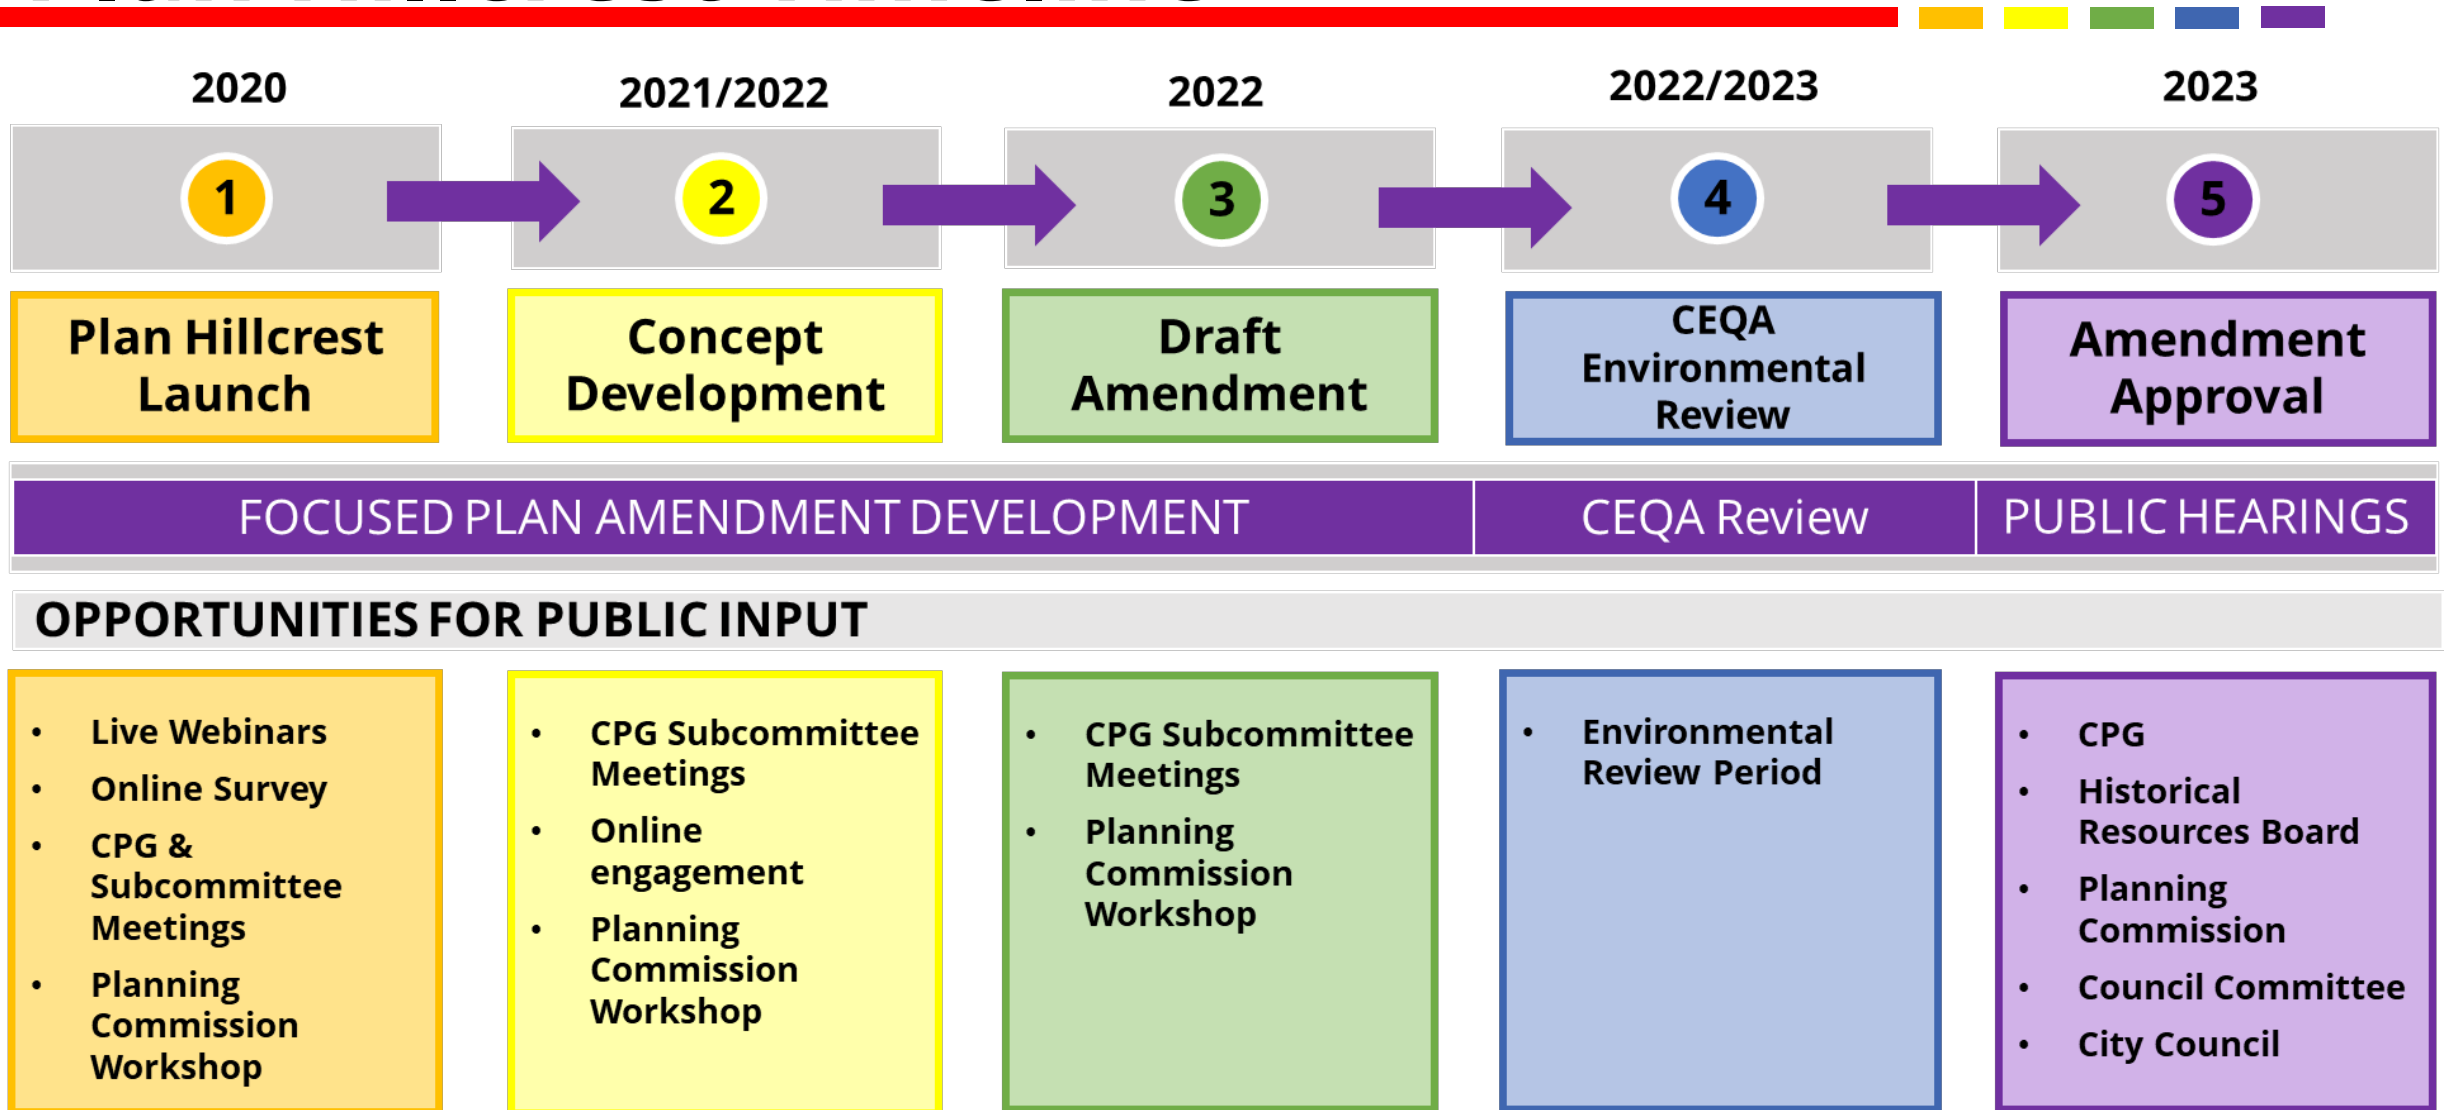 2020
2021/2022
2022
2022/2023
2023
1
2
3
4
5
Plan Hillcrest
Launch
Concept
Development
Draft
Amendment
CEQA
Environmental
Review
Amendment
Approval
FOCUSED PLAN AMENDMENT DEVELOPMENT
CEQA Review
PUBLIC HEARINGS
OPPORTUNITIES FOR PUBLIC INPUT
• Live Webinars
• Online Survey
• CPG &
Subcommittee
Meetings
• Planning
Commission
Workshop
• CPG Subcommittee
Meetings
• Online
engagement
• Planning
Commission
Workshop
• CPG Subcommittee
Meetings
• Planning
Commission
Workshop
• Environmental
Review Period
• CPG
• Historical
Resources Board
• Planning
Commission
• Council Committee
• City Council